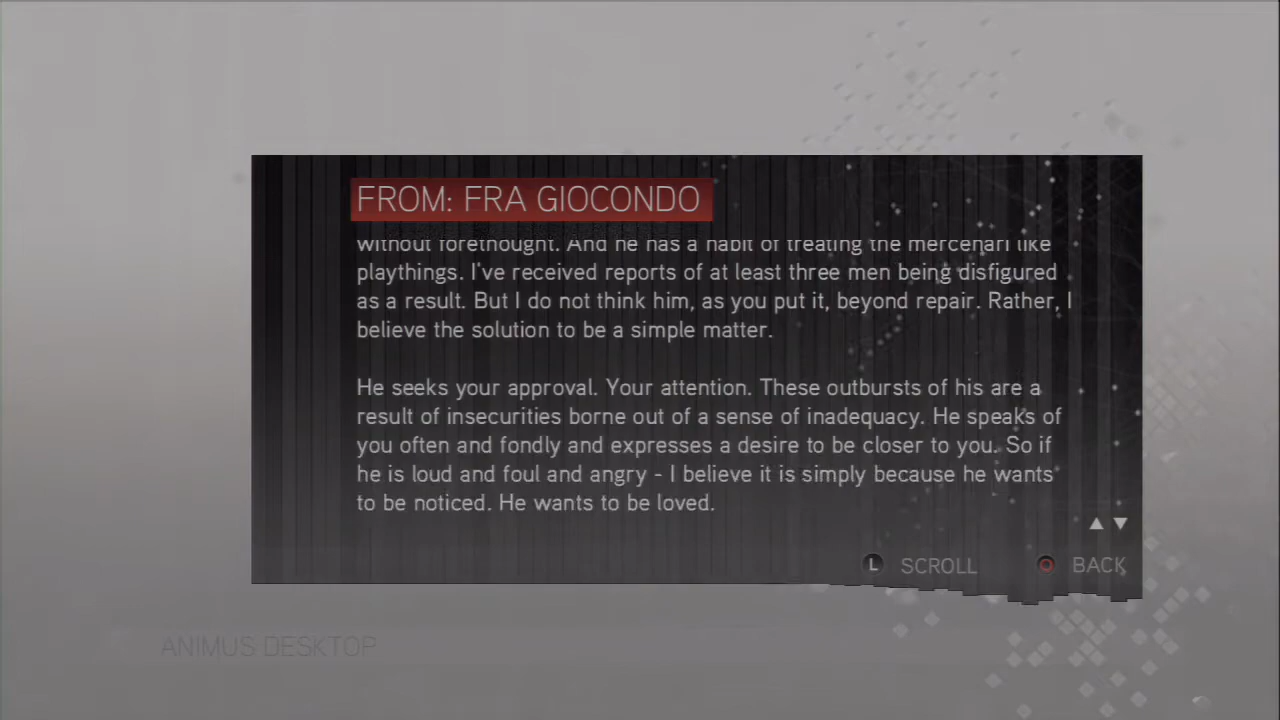 FROM: FRA GIOCONDO
without forethought. And he has a habit of treating the mercenari like
playthings. I've received reports of at least three men being disfigured
as a result. But I do not think him, as you put it, beyond repair. Rather, I
believe the solution to be a simple matter.
He seeks your approval. Your attention. These outbursts of his are a
result of insecurities borne out of a sense of inadequacy. He speaks of
you often and fondly and expresses a desire to be closer to you. So if
he is loud and foul and angry - I believe it is simply because he wants
to be noticed. He wants to be loved.
L SCROLL O BACK
ANIMUS DESKTOP